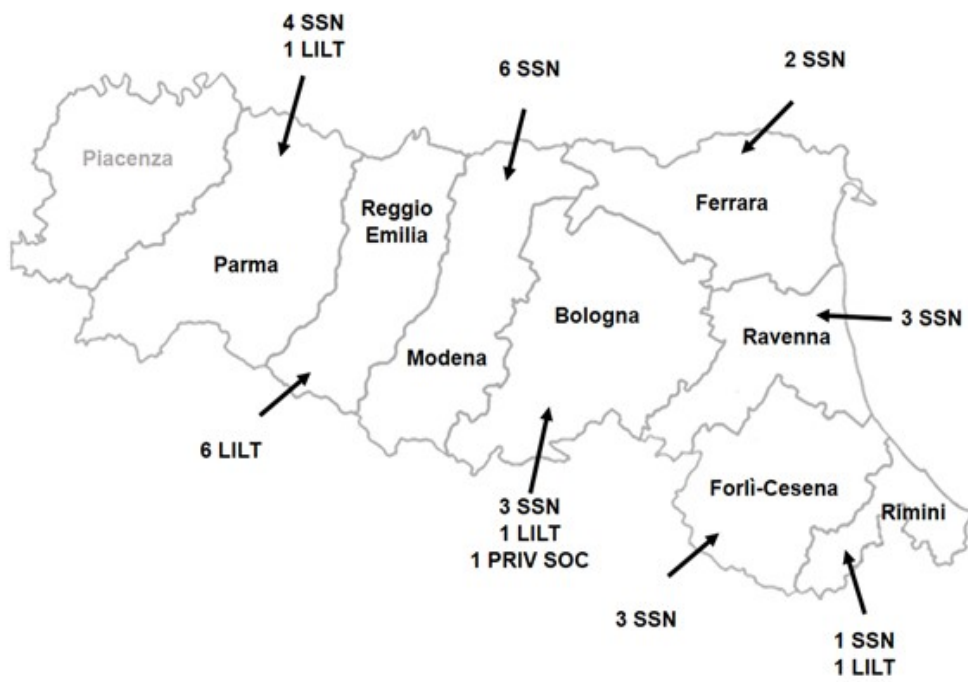 4 SSN
1 LILT
6 SSN
2 SSN
Piacenza
Reggio
Emilia
Ferrara
Parma
Bologna
3 SSN
Ravenna
Modena
6 LILT
Forlì-Cesena
Rimini
3 SSN
1 LILT
1 PRIV SOC
3 SSN
1 SSN
1 LILT